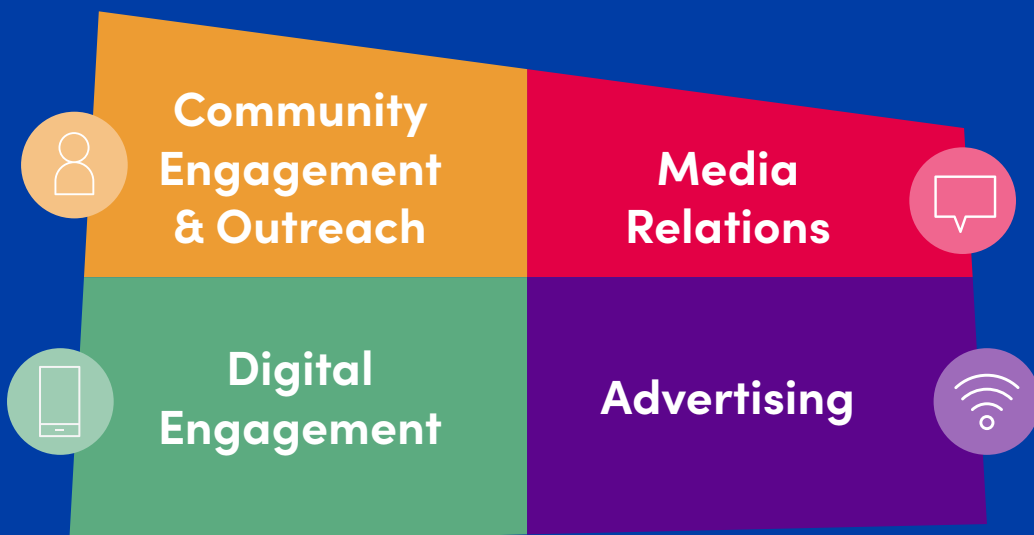 Community
Engagement
& Outreach
Media
Relations
Digital
Engagement
Advertising